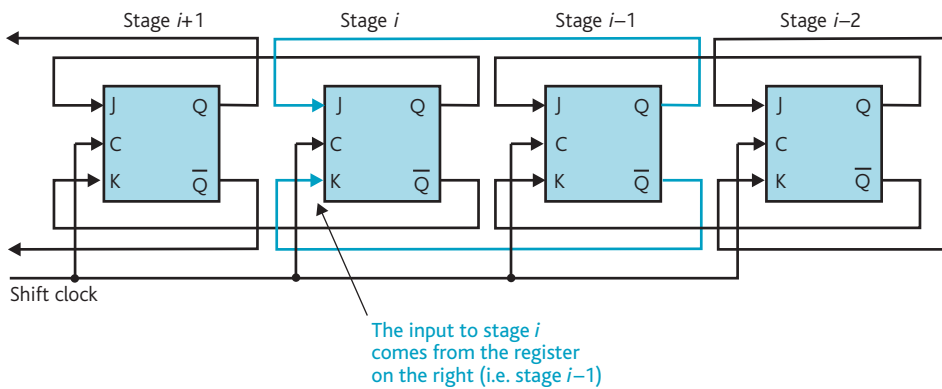 Stage i+1
Stage i
Stage i–1
Stage i–2
J Q
C
K Q̅
J Q
C
K Q̅
J Q
C
K Q̅
J Q
C
K Q̅
Shift clock
The input to stage i
comes from the register
on the right (i.e. stage i–1)